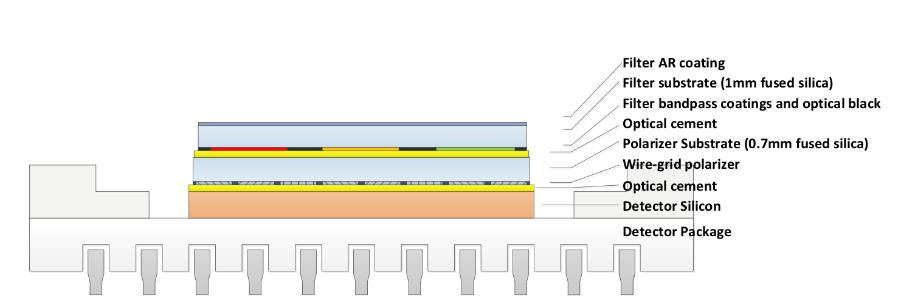 Filter AR coating
Filter substrate (1mm fused silica)
Filter bandpass coatings and optical black
Optical cement
Polarizer Substrate (0.7mm fused silica)
Wire-grid polarizer
Optical cement
Detector Silicon
Detector Package